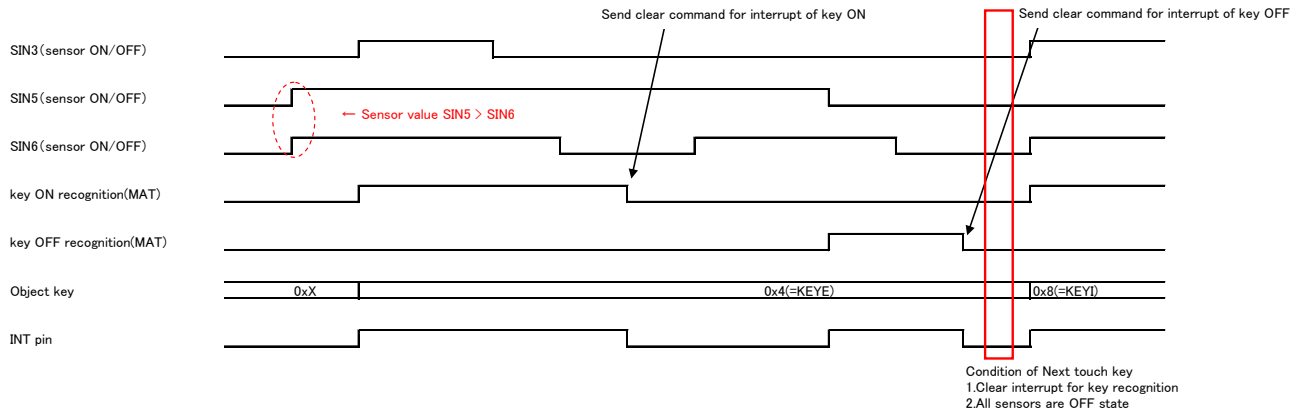 Send clear command for interrupt of key ON
Send clear command for interrupt of key OFF
SIN3(sensor ON/OFF)
SIN5(sensor ON/OFF)
← Sensor value SIN5 > SIN6
SIN6(sensor ON/OFF)
key ON recognition(MAT)
key OFF recognition(MAT)
Object key
0xX
0x4(=KEYE)
0x8(=KEYI)
INT pin
Condition of Next touch key
1.Clear interrupt for key recognition
2.All sensors are OFF state